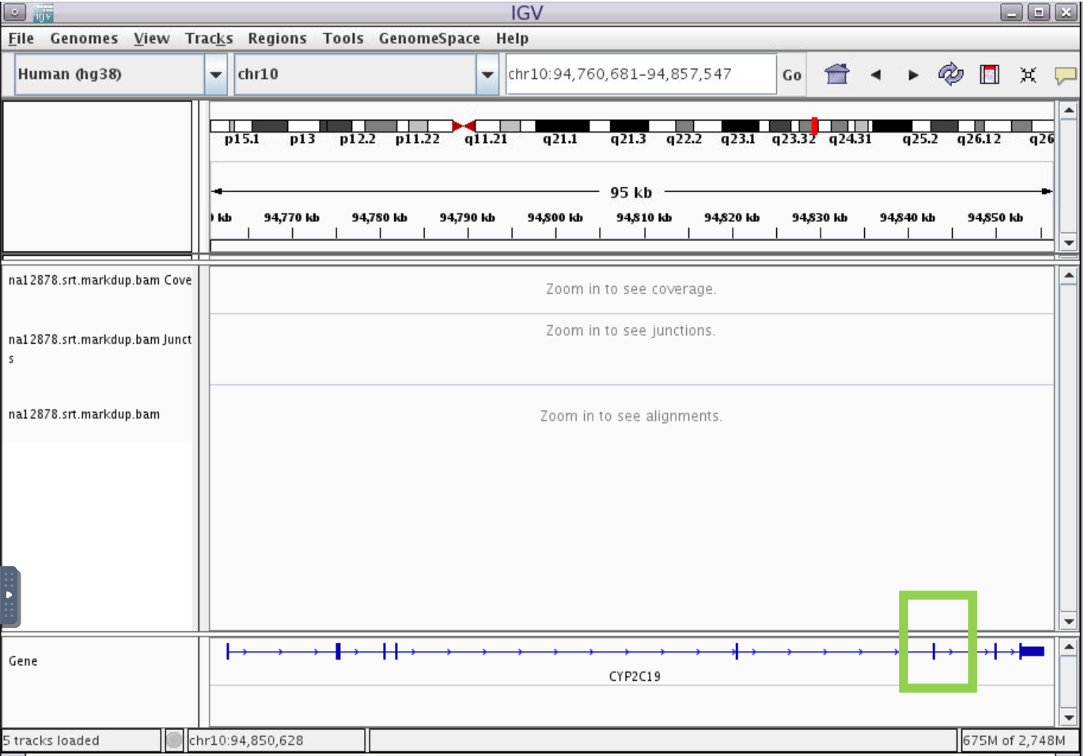 IGV
File Genomes View Tracks Regions Tools GenomeSpace Help
Human (hg38) chr10 chr10:94,760,681-94,857,547 Go
p15.1 p13 p12.2 p11.22 q11.21 q21.1 q21.3 q22.2 q23.1 q23.32 q24.31 q25.2 q26.12 q26
95 kb
kb 94,770 kb 94,780 kb 94,790 kb 94,800 kb 94,810 kb 94,820 kb 94,830 kb 94,840 kb 94,850 kb
na12878.srt.markdup.bam Cove
Zoom in to see coverage.
na12878.srt.markdup.bam Junct
s
Zoom in to see junctions.
na12878.srt.markdup.bam
Zoom in to see alignments.
Gene
CYP2C19
5 tracks loaded chr10:94,850,628 675M of 2,748M